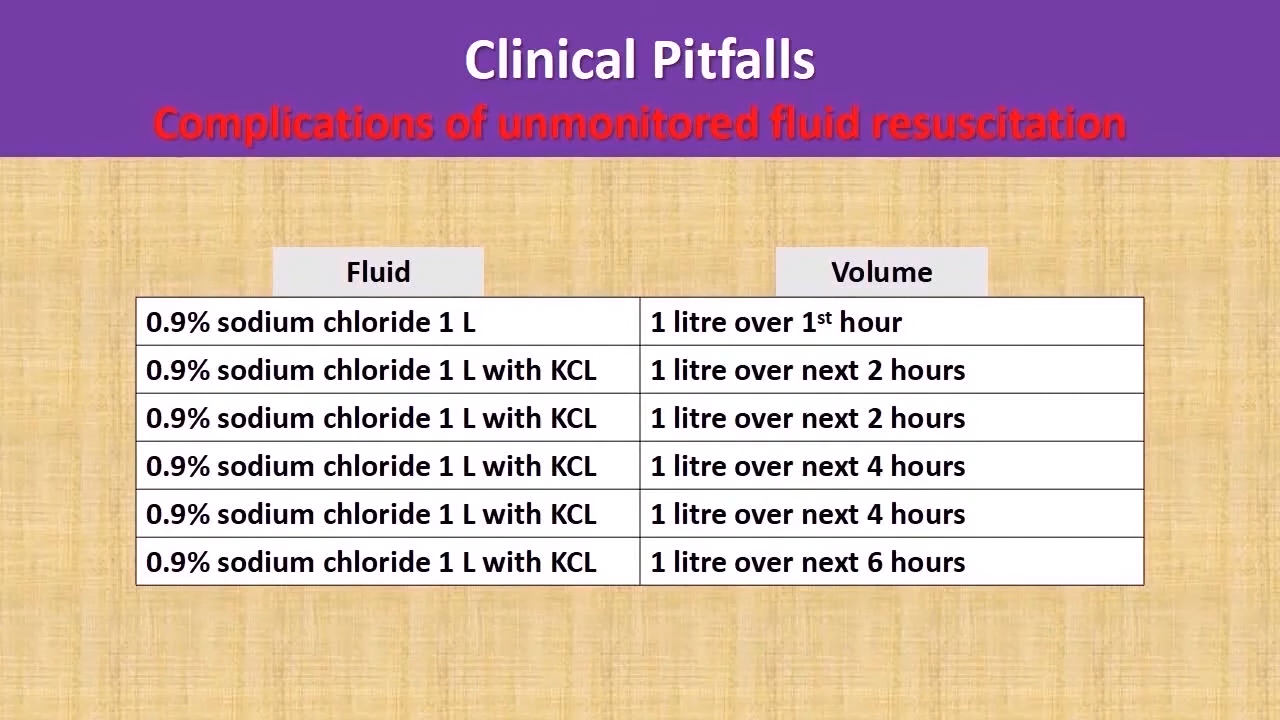 Clinical Pitfalls
Complications of unmonitored fluid resuscitation
Fluid Volume
0.9% sodium chloride 1 L 1 litre over 1st hour
0.9% sodium chloride 1 L with KCL 1 litre over next 2 hours
0.9% sodium chloride 1 L with KCL 1 litre over next 2 hours
0.9% sodium chloride 1 L with KCL 1 litre over next 4 hours
0.9% sodium chloride 1 L with KCL 1 litre over next 4 hours
0.9% sodium chloride 1 L with KCL 1 litre over next 6 hours